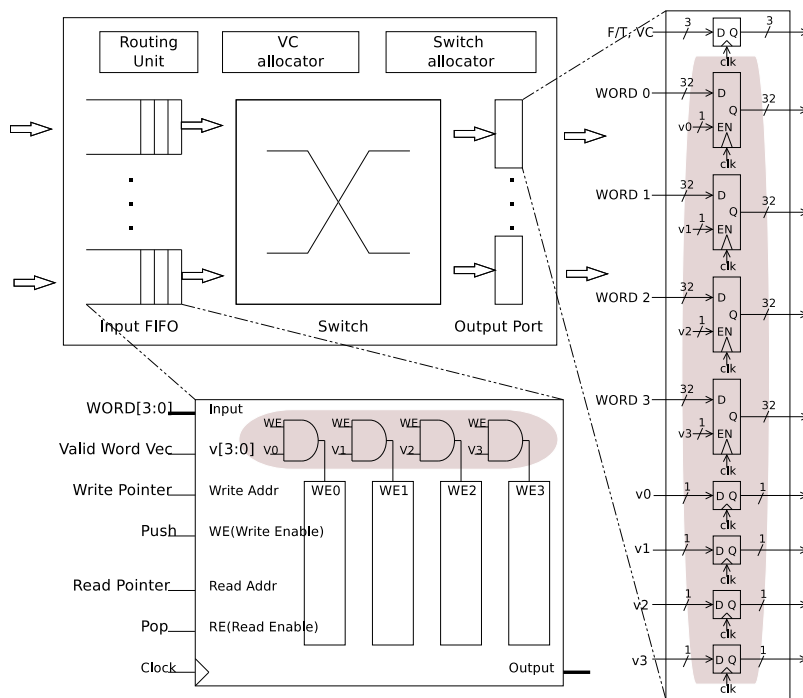 Routing
Unit
VC
allocator
Switch
allocator
Input FIFO
Switch
Output Port
WORD[3:0]
Valid Word Vec
Write Pointer
Push
Read Pointer
Pop
Clock
Input
v[3:0]
Write Addr
WE(Write Enable)
Read Addr
RE(Read Enable)
Output
WE
V0
WE
V1
WE
V2
WE
V3
WE0
WE1
WE2
WE3
F/T, VC
3
D Q
3
clk
WORD 0
32
D
Q
32
v0
1
EN
clk
WORD 1
32
D
Q
32
v1
1
EN
clk
WORD 2
32
D
Q
32
v2
1
EN
clk
WORD 3
32
D
Q
32
v3
1
EN
clk
v0
1
D Q
1
clk
v1
1
D Q
1
clk
v2
1
D Q
1
clk
v3
1
D Q
1
clk